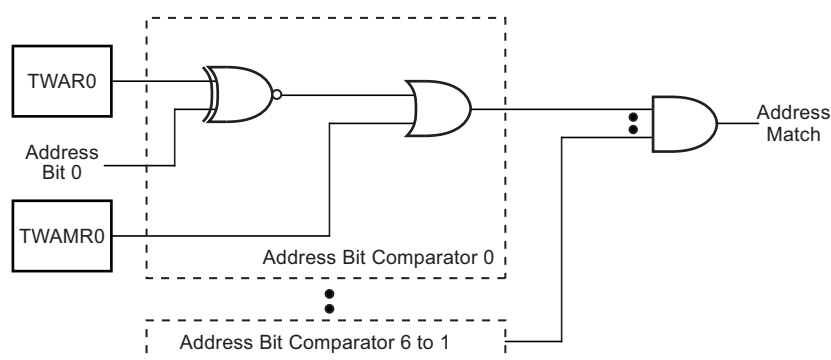 TWAR0
Address
Bit 0
TWAMR0
Address Bit Comparator 0
Address Bit Comparator 6 to 1
Address
Match